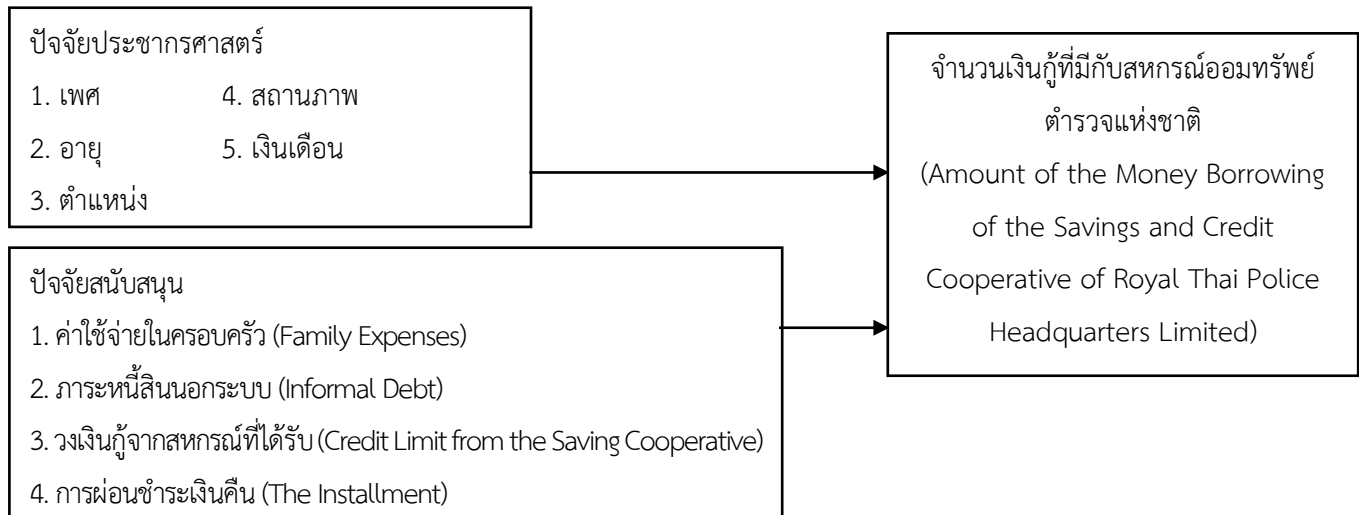 ปัจจัยประชากรศาสตร์
1. เพศ 4. สถานภาพ
2. อายุ 5. เงินเดือน
3. ตำแหน่ง
ปัจจัยสนับสนุน
1. ค่าใช้จ่ายในครอบครัว (Family Expenses)
2. ภาระหนี้สินนอกระบบ (Informal Debt)
3. วงเงินกู้จากสหกรณ์ที่ได้รับ (Credit Limit from the Saving Cooperative)
4. การผ่อนชำระเงินคืน (The Installment)
จำนวนเงินกู้ที่มีกับสหกรณ์ออมทรัพย์
ตำรวจแห่งชาติ
(Amount of the Money Borrowing
of the Savings and Credit
Cooperative of Royal Thai Police
Headquarters Limited)